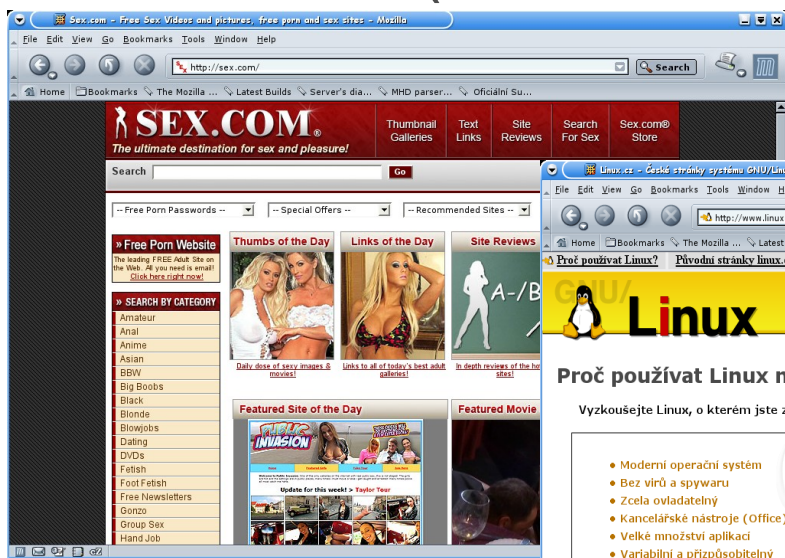 Sex.com - Free Sex Videos and pictures, free porn and sex sites - Mozilla
File Edit View Go Bookmarks Tools Window Help
http://sex.com/
Search
Home Bookmarks The Mozilla ... Latest Builds Server's dia... MHD parser... Oficiální Su...
SEX.COM®
The ultimate destination for sex and pleasure!
Thumbnail Galleries
Text Links
Site Reviews
Search For Sex
Sex.com® Store
Search
Go
-- Free Porn Passwords --
-- Special Offers --
-- Recommended Sites --
» Free Porn Website
The leading FREE Adult Site on
the Web. All you need is email!
Click here right now!
» SEARCH BY CATEGORY
Amateur
Anal
Anime
Asian
BBW
Big Boobs
Black
Blonde
Blowjobs
Dating
DVDs
Fetish
Foot Fetish
Free Newsletters
Gonzo
Group Sex
Hand Job
Thumbs of the Day
Daily dose of sexy images &
movies!
Links of the Day
Links to all of today's best adult
galleries!
Site Reviews
A-/B
In depth reviews of the
sites!
Featured Site of the Day
PUBLIC
INVASION
Update for this week! > Taylor Tour
Featured Movie
Linux.cz - České stránky systému GNU/Linu
File Edit View Go Bookmarks Tools Window
http://www.linux
Home Bookmarks The Mozilla ... Latest
Proč používat Linux? Původní stránky linux.
GNU/
Linux
Proč používat Linux
Vyzkoušejte Linux, o kterém jste
Moderní operační systém
Bez virů a spywaru
Zcela ovladatelný
Kancelářské nástroje (Office)
Velké množství aplikací
Variabilní a přizpůsobitelný